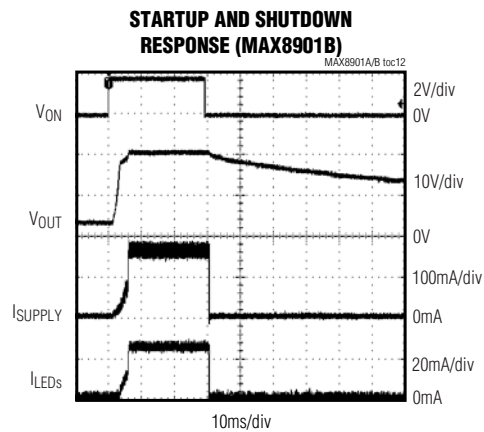 STARTUP AND SHUTDOWN
RESPONSE (MAX8901B)
MAX8901A/B toc12
VON
2V/div
0V
VOUT
10V/div
0V
ISUPPLY
100mA/div
0mA
ILEDs
20mA/div
0mA
10ms/div